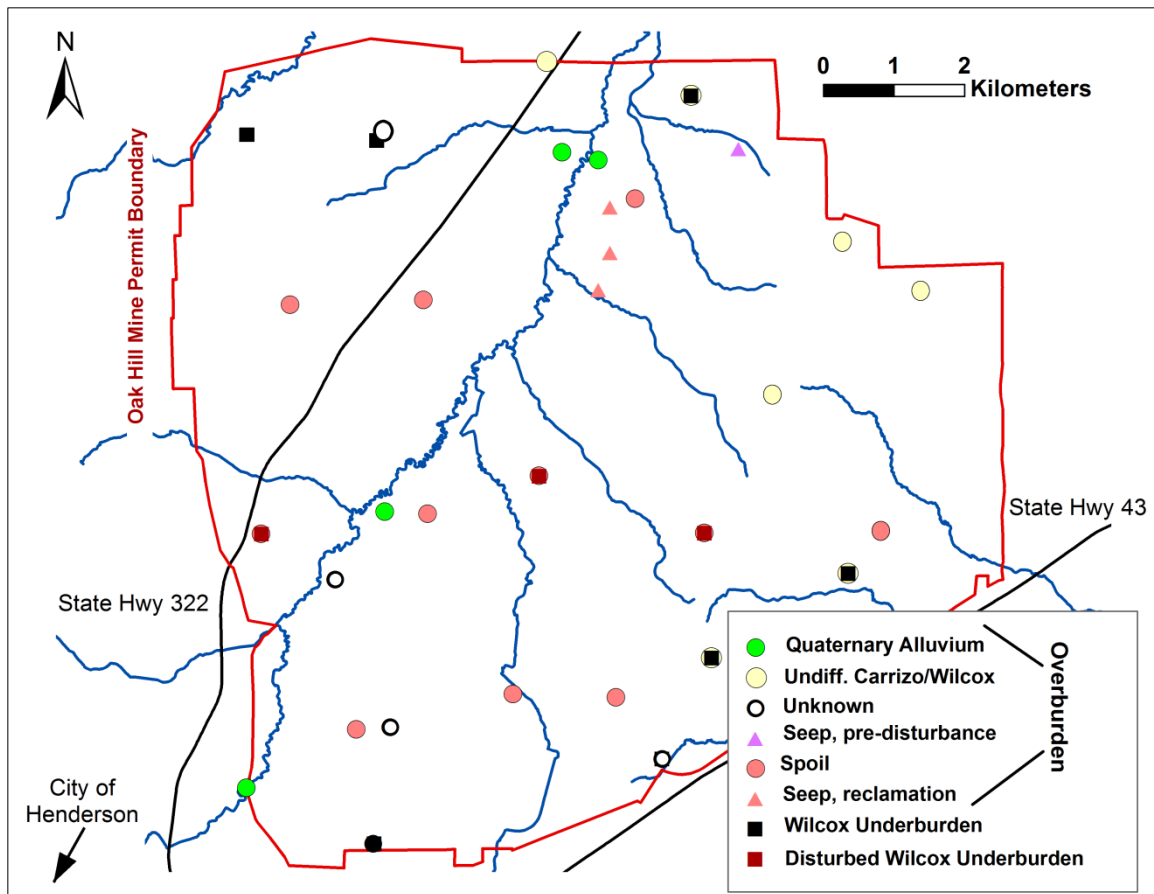 N
0 1 2
Kilometers
Oak Hill Mine Permit Boundary
State Hwy 43
State Hwy 322
City of
Henderson
Quaternary Alluvium
Undiff. Carrizo/Wilcox
Unknown
Seep, pre-disturbance
Spoil
Seep, reclamation
Wilcox Underburden
Disturbed Wilcox Underburden
Overburden